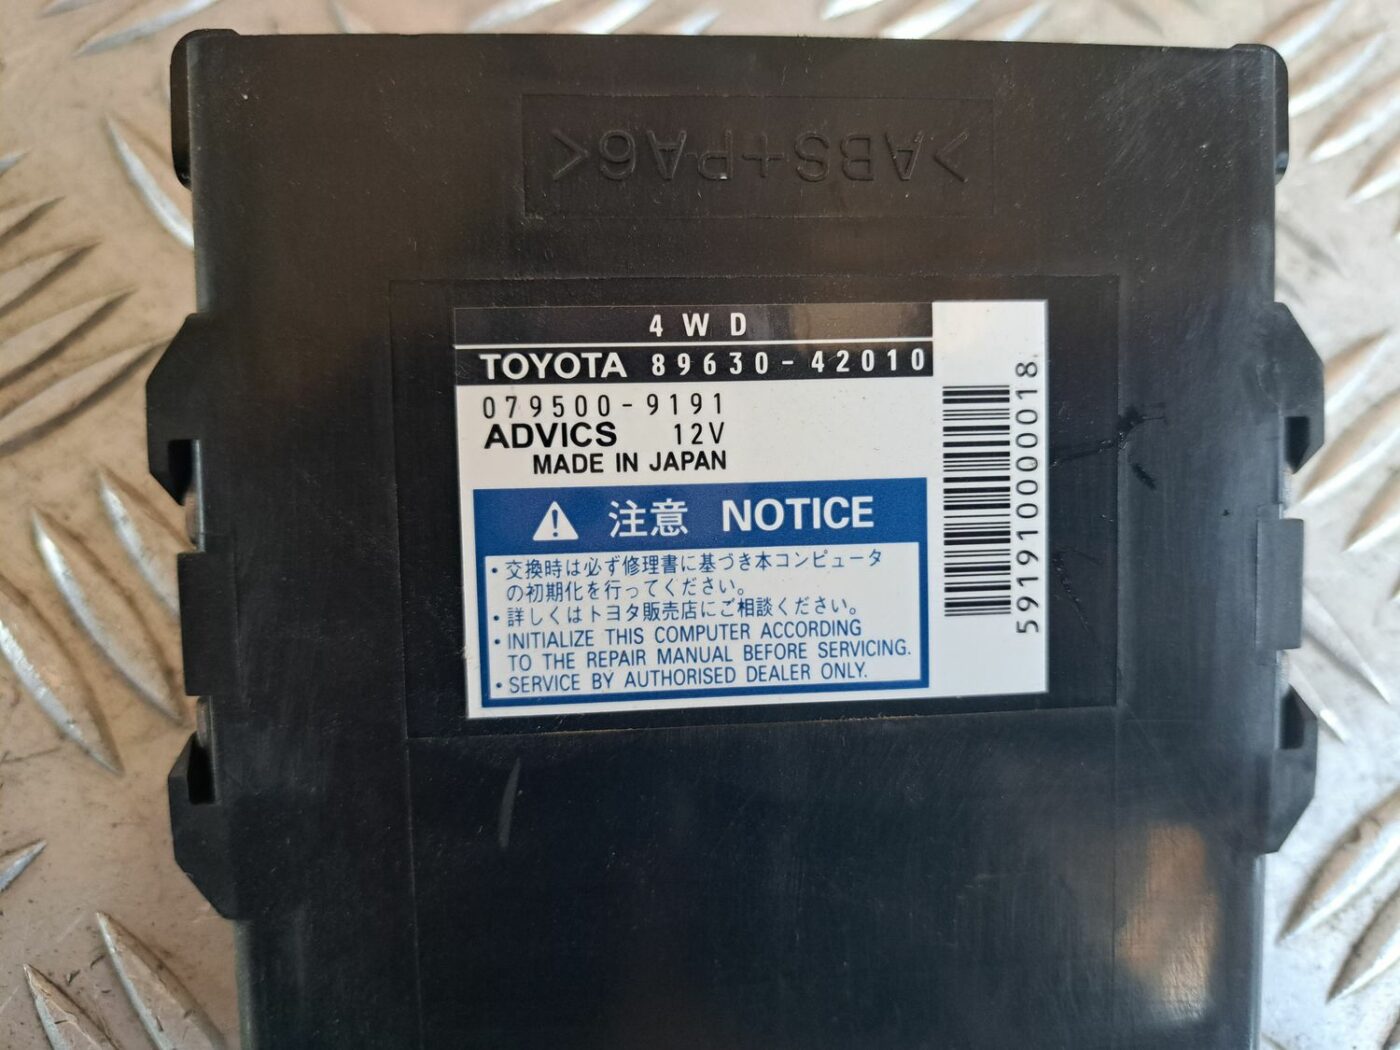 >ABS+PA6<
4WD
TOYOTA 89630-42010
079500-9191
ADVICS 12V
MADE IN JAPAN
注意 NOTICE
・交換時は必ず修理書に基づき本コンピュータ
の初期化を行ってください。
・詳しくはトヨタ販売店にご相談ください。
・INITIALIZE THIS COMPUTER ACCORDING
TO THE REPAIR MANUAL BEFORE SERVICING.
・SERVICE BY AUTHORISED DEALER ONLY.
591910000018